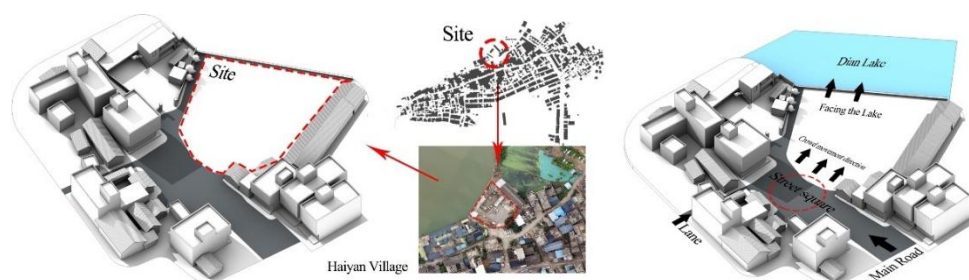 Site
Site
Haiyan Village
Dian Lake
Facing the Lake
Crowd movement direction
Street square
Lane
Main Road